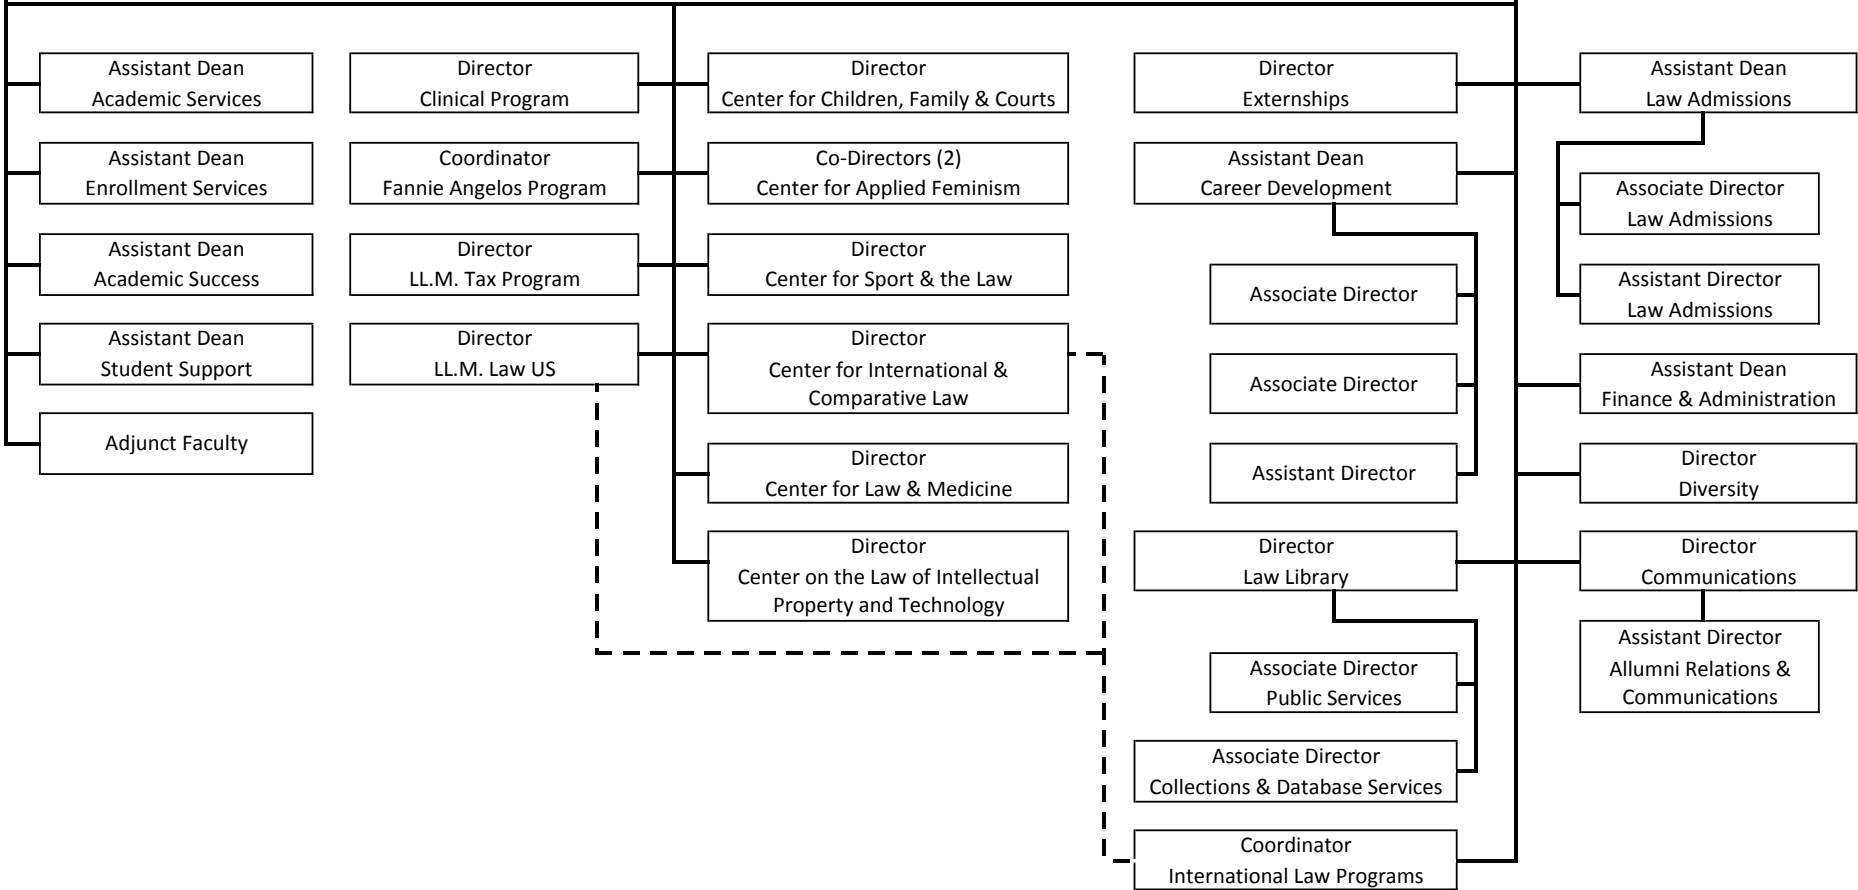 Assistant Dean
Academic Services
Assistant Dean
Enrollment Services
Assistant Dean
Academic Success
Assistant Dean
Student Support
Adjunct Faculty
Director
Clinical Program
Coordinator
Fannie Angelos Program
Director
LL.M. Tax Program
Director
LL.M. Law US
Director
Center for Children, Family & Courts
Co-Directors (2)
Center for Applied Feminism
Director
Center for Sport & the Law
Director
Center for International &
Comparative Law
Director
Center for Law & Medicine
Director
Center on the Law of Intellectual
Property and Technology
Director
Externships
Assistant Dean
Career Development
Associate Director
Associate Director
Assistant Director
Director
Law Library
Associate Director
Public Services
Associate Director
Collections & Database Services
Coordinator
International Law Programs
Assistant Dean
Law Admissions
Associate Director
Law Admissions
Assistant Director
Law Admissions
Assistant Dean
Finance & Administration
Director
Diversity
Director
Communications
Assistant Director
Allumni Relations &
Communications